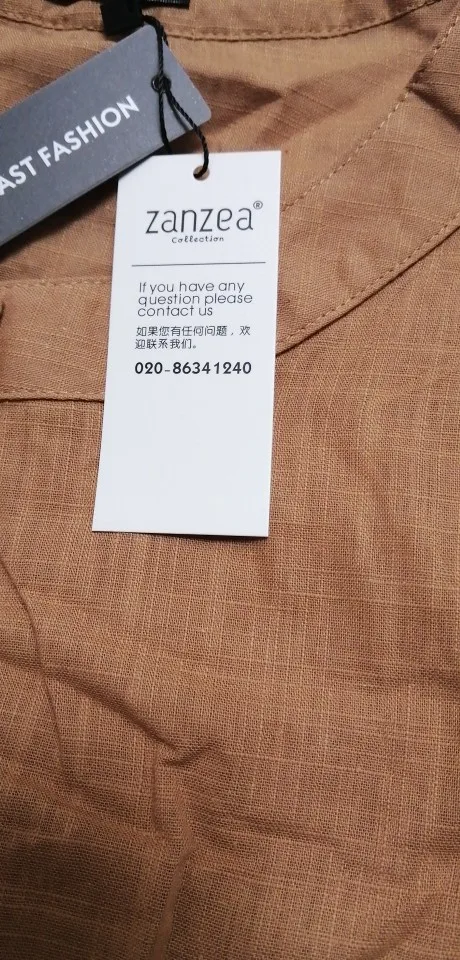 AST FASHION
zanzea®
Collection
If you have any
question please
contact us
如果您有任何问题，欢
迎联系我们。
020-86341240